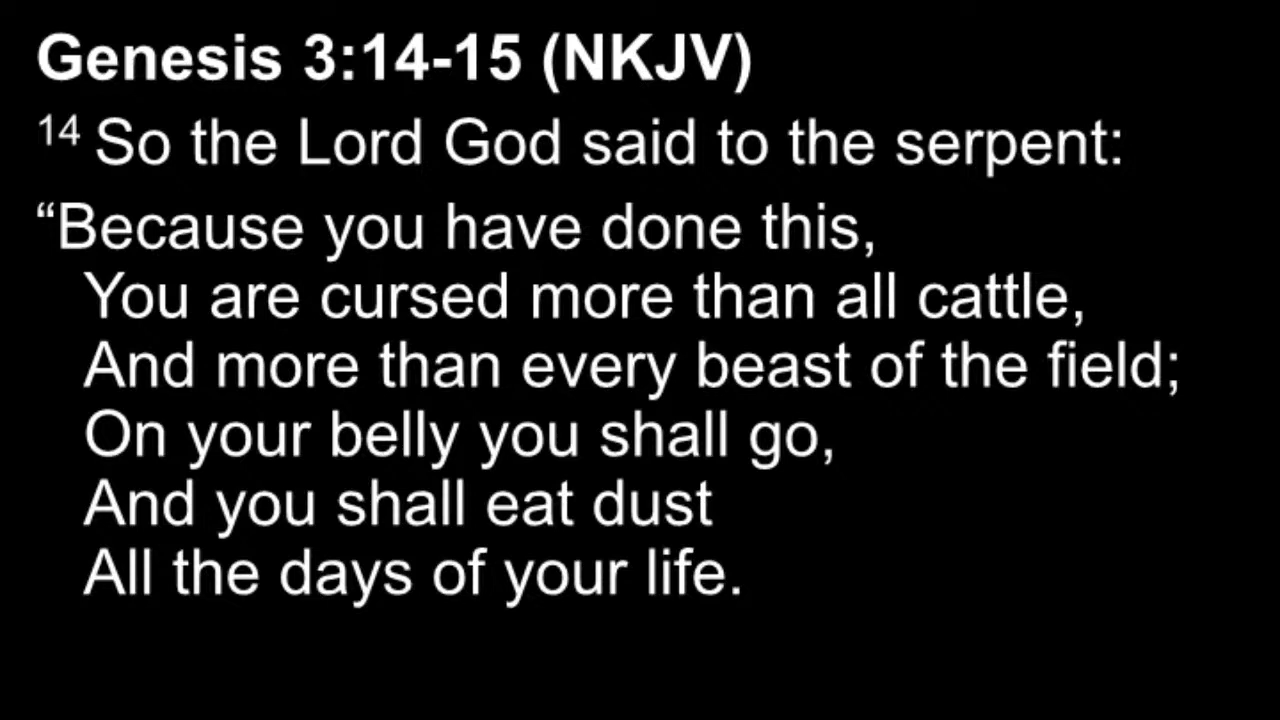 Genesis 3:14-15 (NKJV)
14 So the Lord God said to the serpent:
“Because you have done this,
You are cursed more than all cattle,
And more than every beast of the field;
On your belly you shall go,
And you shall eat dust
All the days of your life.